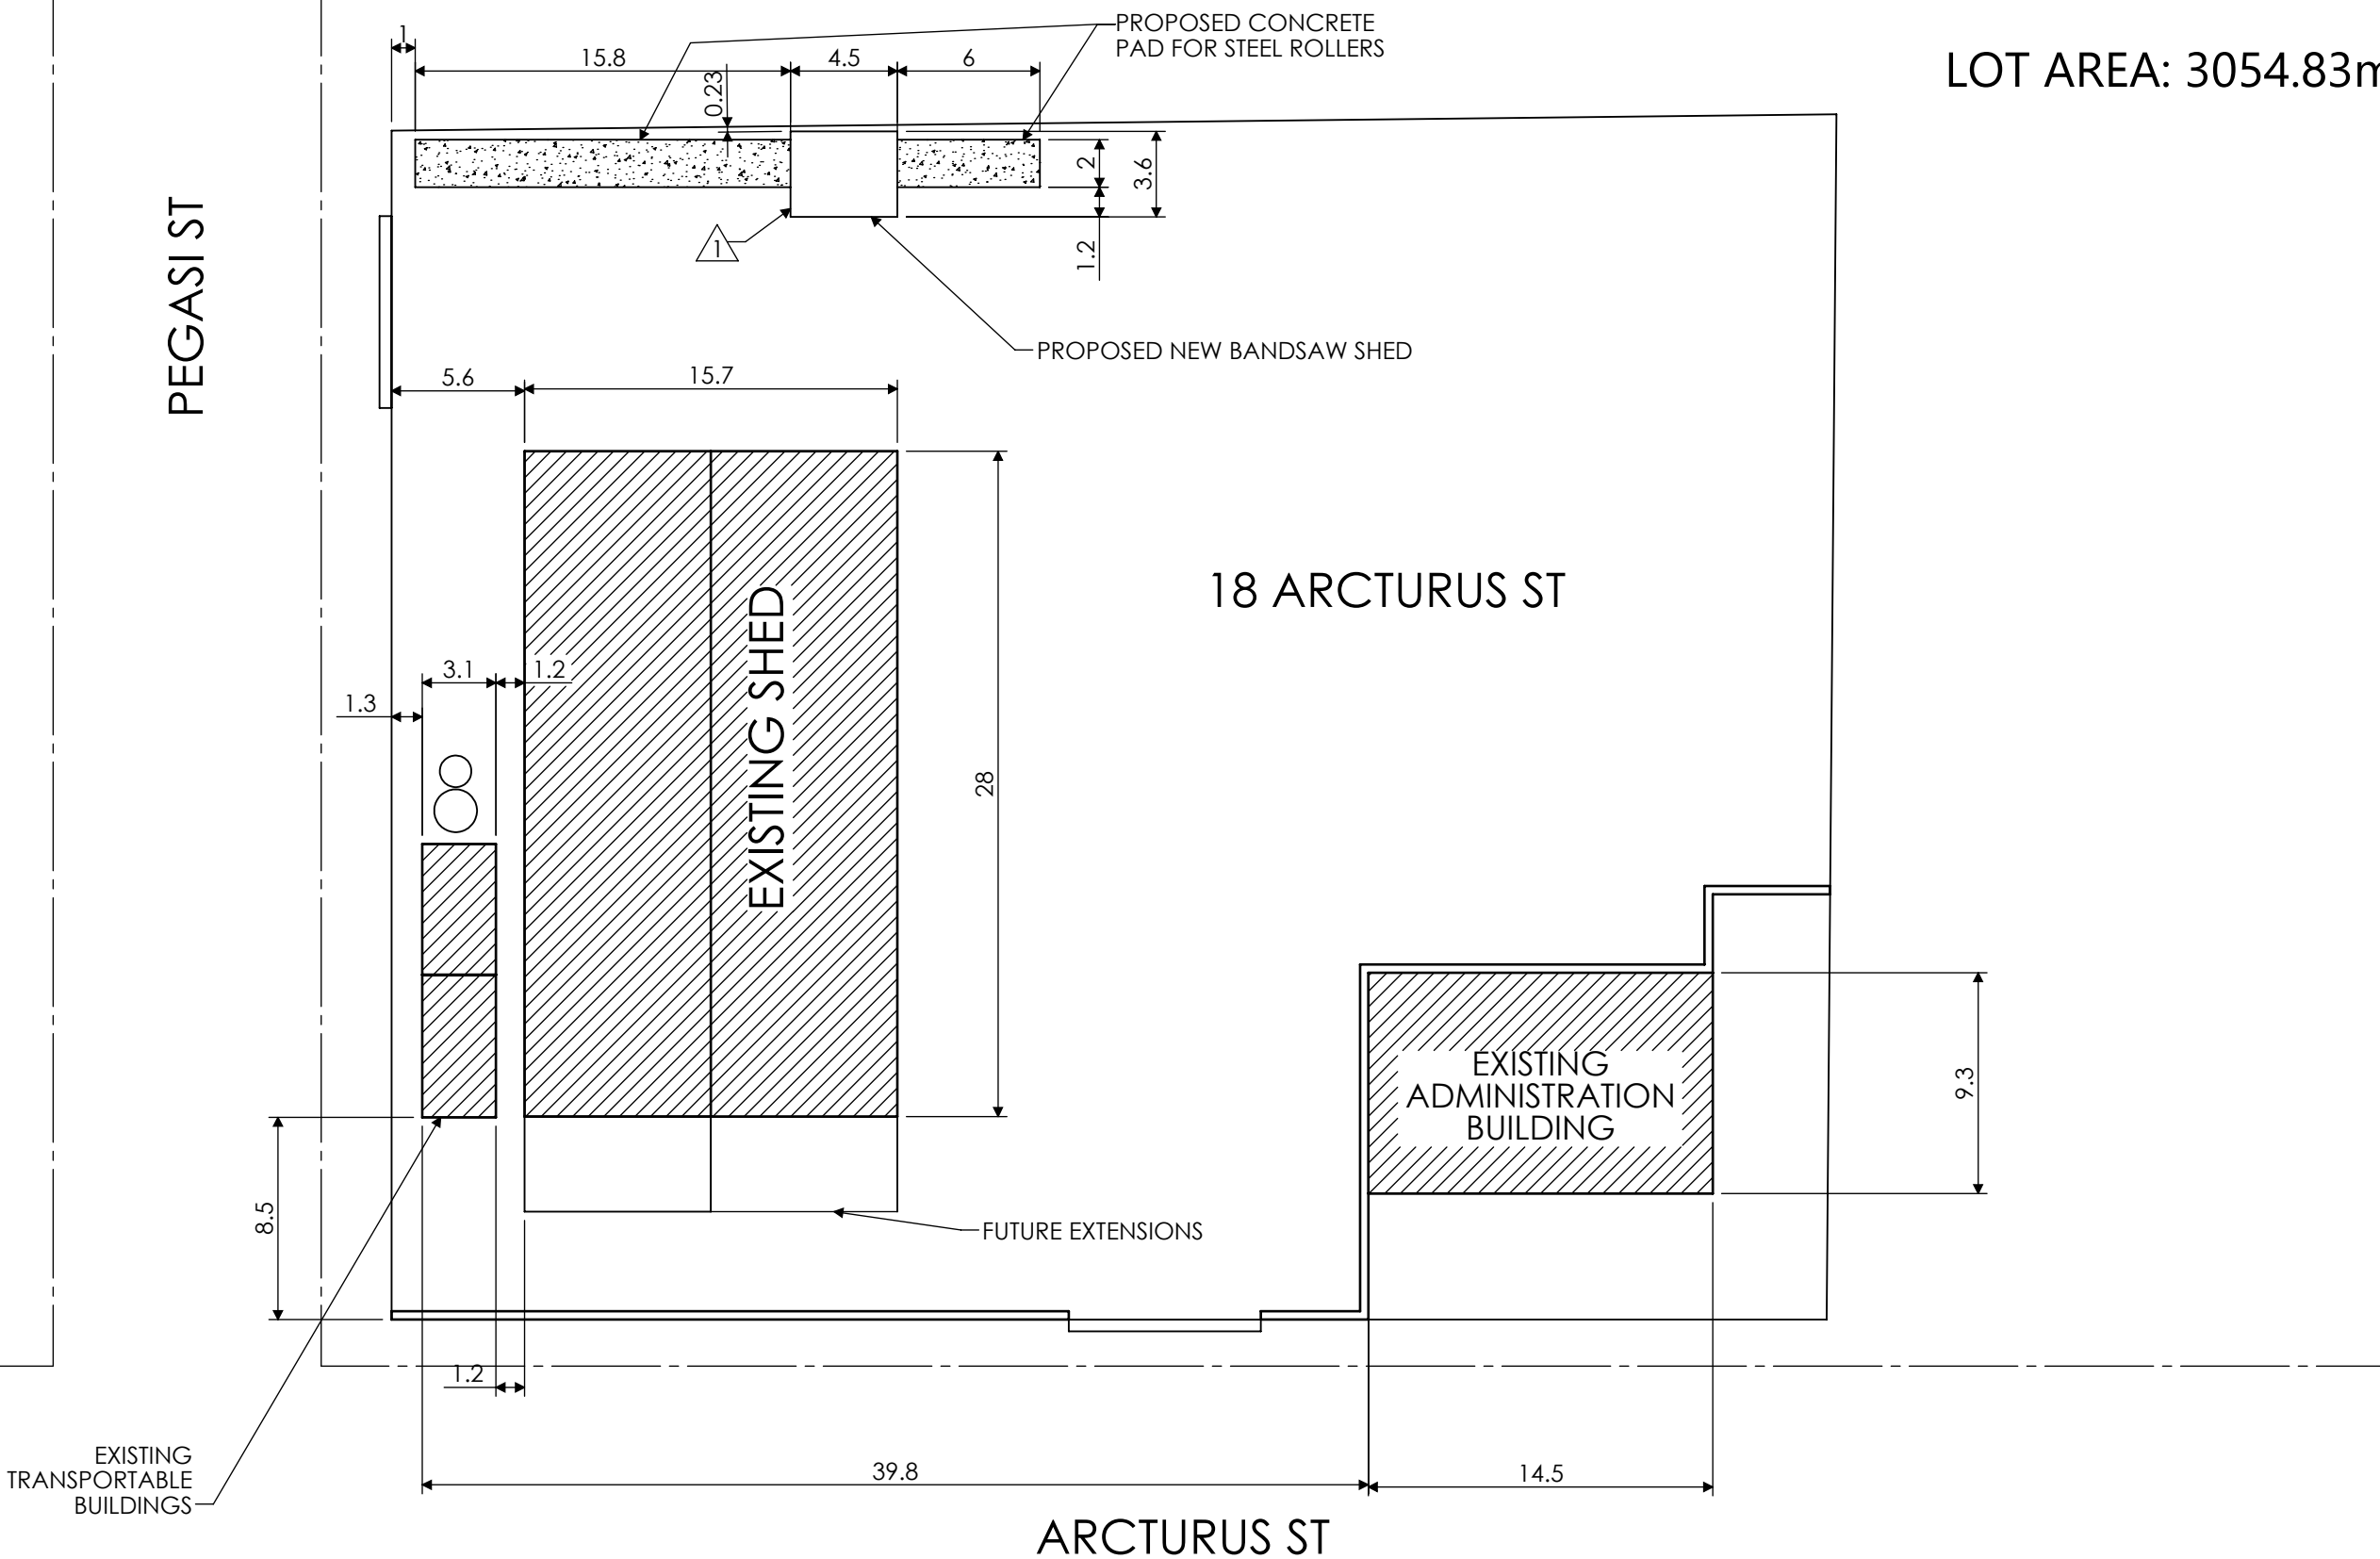 1
15.8
4.5
6
PROPOSED CONCRETE
PAD FOR STEEL ROLLERS
LOT AREA: 3054.83m
0.23
2
3.6
1.2
PEGASI ST
1
PROPOSED NEW BANDSAW SHED
5.6
15.7
18 ARCTURUS ST
EXISTING SHED
3.1
1.2
1.3
28
EXISTING
ADMINISTRATION
BUILDING
9.3
8.5
FUTURE EXTENSIONS
1.2
EXISTING
TRANSPORTABLE
BUILDINGS
39.8
14.5
ARCTURUS ST